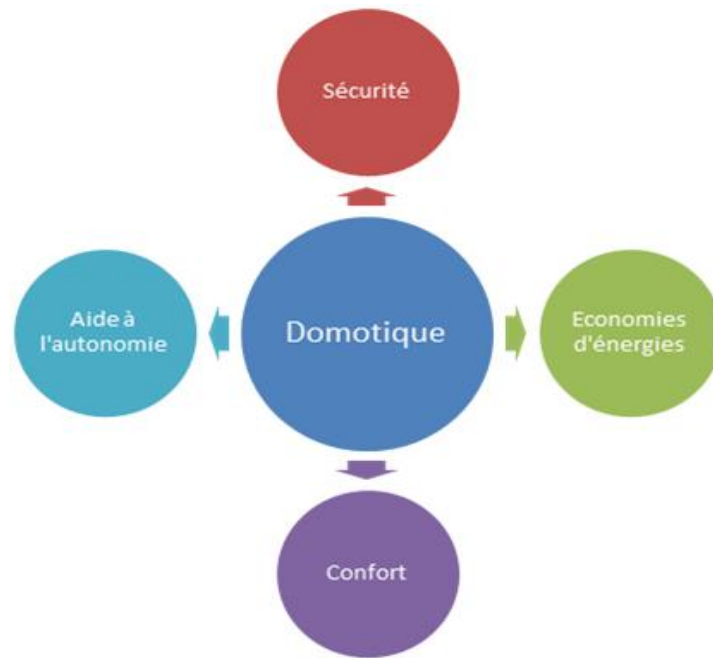 Sécurité
Aide à
l'autonomie
Domotique
Economies
d'énergies
Confort